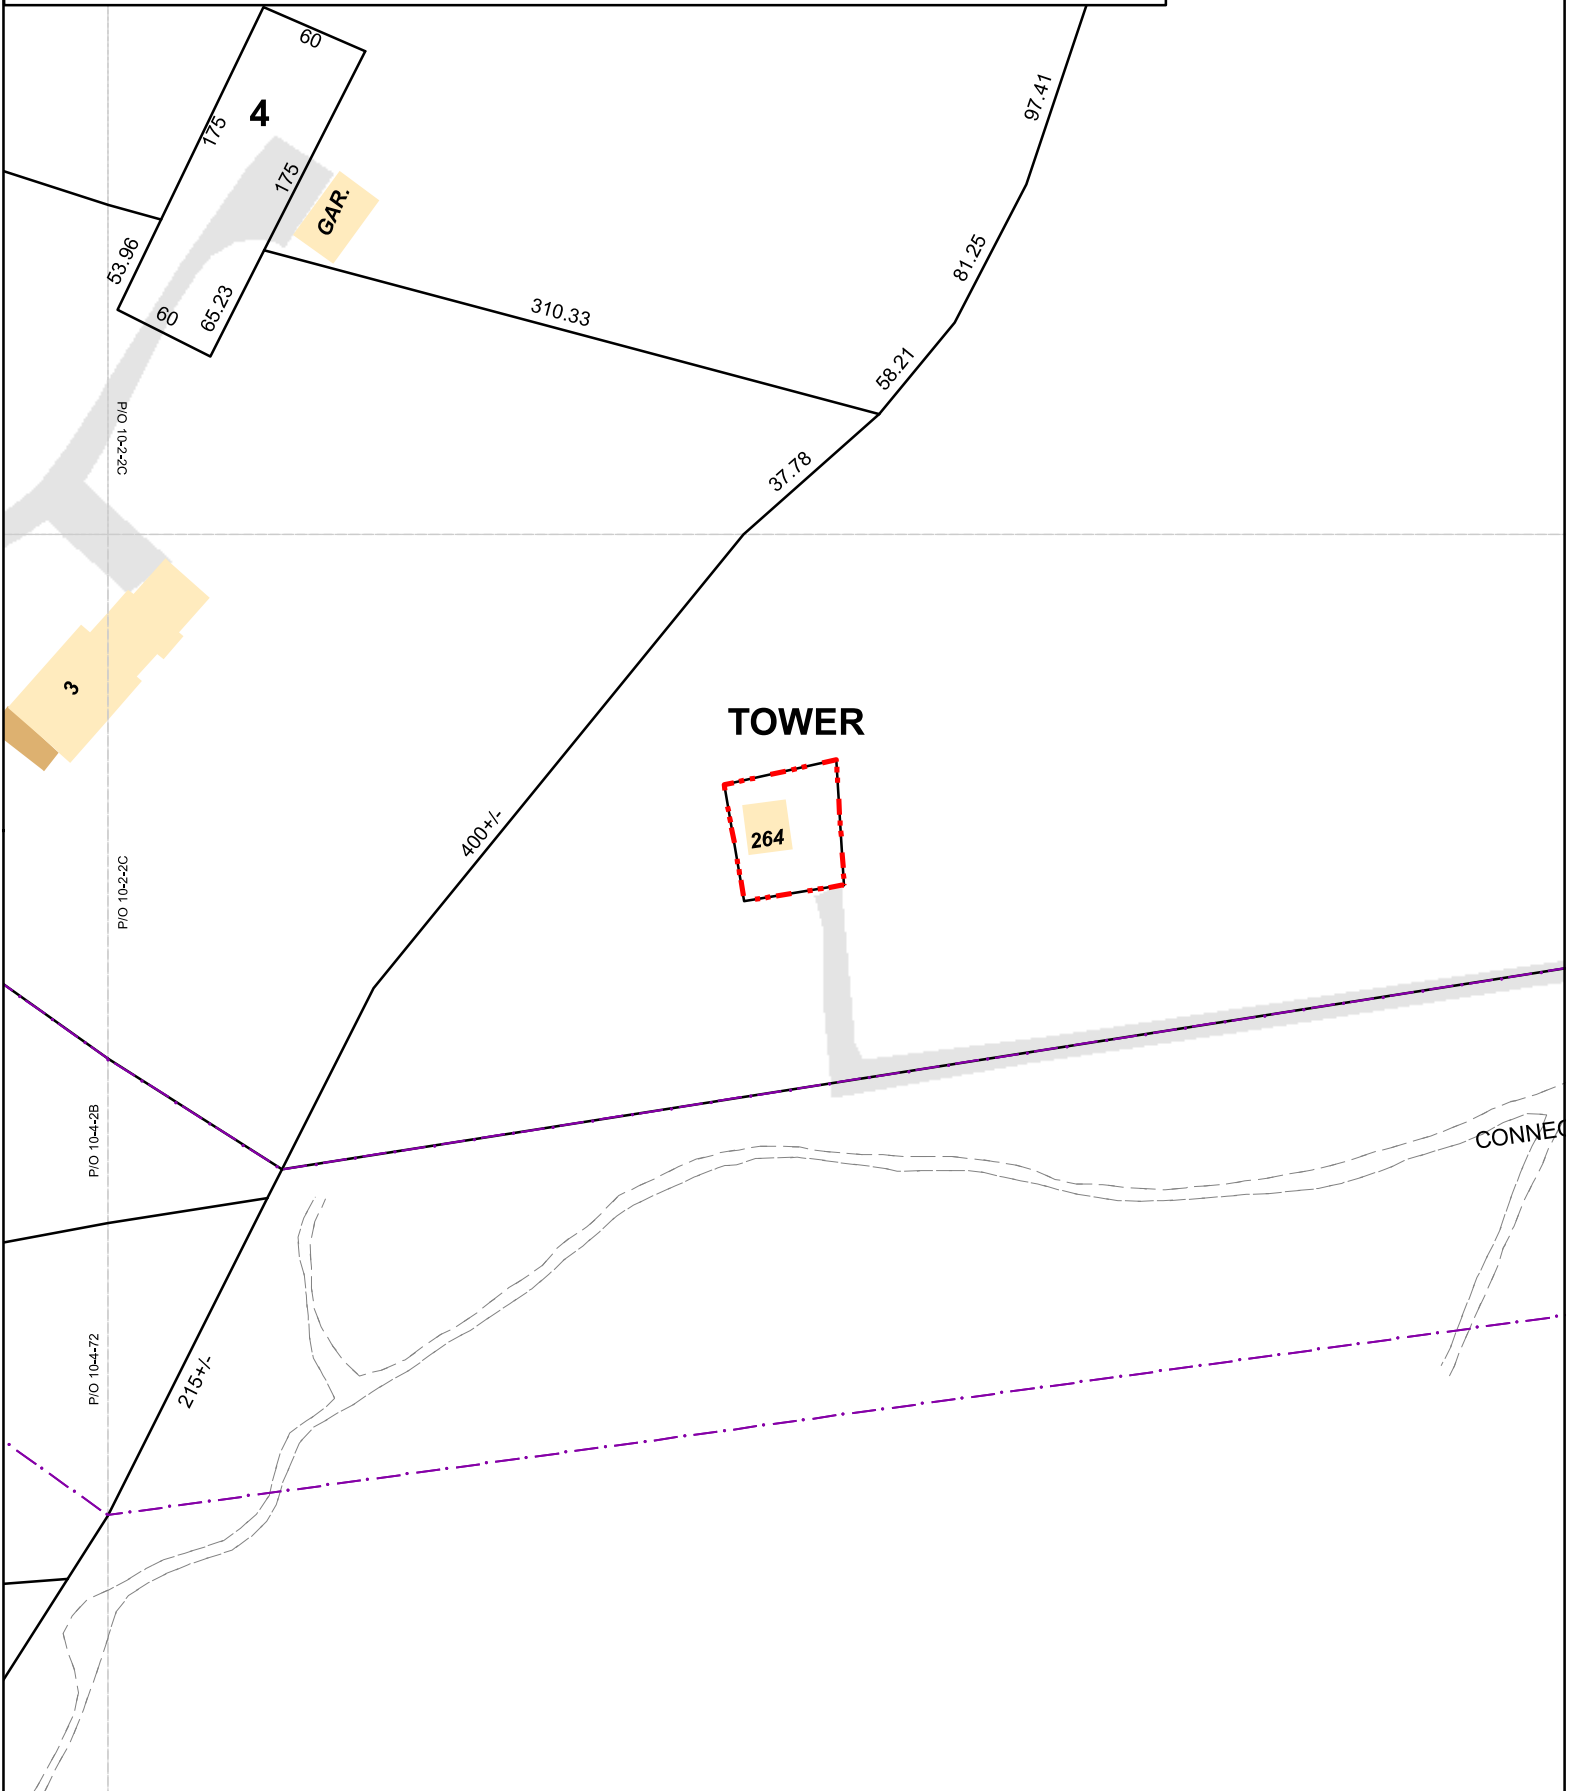 60
97.41
4
175
175
GAR.
53.96
81.25
65.23
60
310.33
58.21
P/O 10-2-2C
37.78
3
TOWER
400+/-
264
P/O 10-2-2C
P/O 10-4-2B
CONNEC
P/O 10-4-72
215+/-